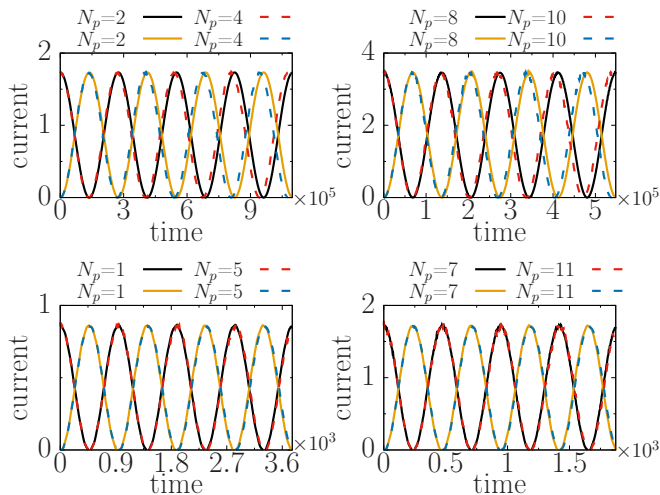 N_p=2 N_p=4
N_p=2 N_p=4
current
2
1
0
0 3 6 9 ×10^5
time
N_p=8 N_p=10
N_p=8 N_p=10
current
4
2
0
0 1 2 3 4 5 ×10^5
time
N_p=1 N_p=5
N_p=1 N_p=5
current
1
0
0 0.9 1.8 2.7 3.6 ×10^3
time
N_p=7 N_p=11
N_p=7 N_p=11
current
2
1
0
0 0.5 1 1.5 ×10^3
time